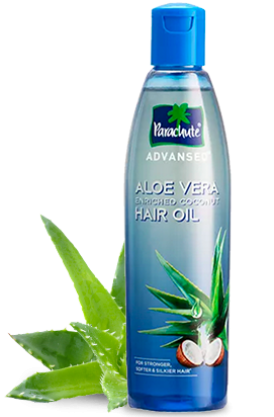 Parachute®
ADVANSED®
ALOE VERA
ENRICHED COCONUT
HAIR OIL
FOR STRONGER,
SOFTER & SILKIER HAIR*